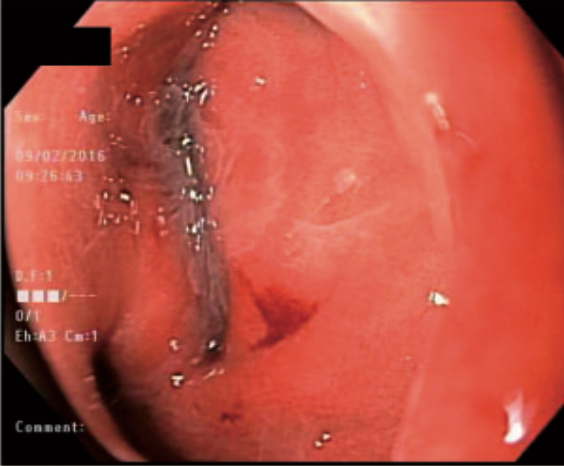 Sex: Age:
09/02/2016
09:26:43
D.F:1
■■■/---
0/1
Eh:A3 Cm:1
Comment: